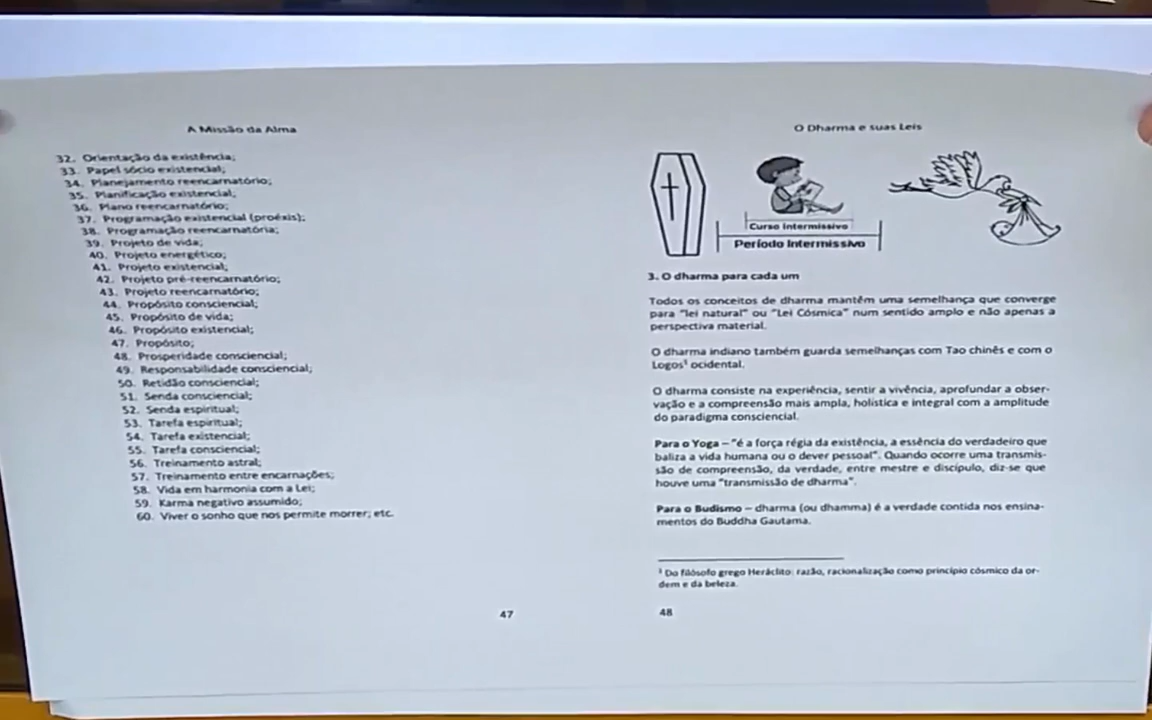 A Missão da Alma
32. Orientação da existência;
33. Papel sócio existencial;
34. Planejamento reencarnatório;
35. Planificação existencial;
36. Plano reencarnatório;
37. Programação existencial (proéxis);
38. Programação reencarnatória;
39. Projeto de vida;
40. Projeto energético;
41. Projeto existencial;
42. Projeto pré-reencarnatório;
43. Projeto reencarnatório;
44. Propósito consciencial;
45. Propósito de vida;
46. Propósito existencial;
47. Propósito;
48. Prosperidade consciencial;
49. Responsabilidade consciencial;
50. Retidão consciencial;
51. Senda consciencial;
52. Senda espiritual;
53. Tarefa espiritual;
54. Tarefa existencial;
55. Tarefa consciencial;
56. Treinamento astral;
57. Treinamento entre encarnações;
58. Vida em harmonia com a Lei;
59. Karma negativo assumido;
60. Viver o sonho que nos permite morrer; etc.
47
O Dharma e suas Leis
Curso Intermissivo
Período Intermissivo
3. O dharma para cada um
Todos os conceitos de dharma mantêm uma semelhança que converge
para "lei natural" ou "Lei Cósmica" num sentido amplo e não apenas a
perspectiva material.
O dharma indiano também guarda semelhanças com Tao chinês e com o
Logos¹ ocidental.
O dharma consiste na experiência, sentir a vivência, aprofundar a obser-
vação e a compreensão mais ampla, holística e integral com a amplitude
do paradigma consciencial.
Para o Yoga – "é a força régia da existência, a essência do verdadeiro que
baliza a vida humana ou o dever pessoal". Quando ocorre uma transmis-
são de compreensão, da verdade, entre mestre e discípulo, diz-se que
houve uma "transmissão de dharma".
Para o Budismo – dharma (ou dhamma) é a verdade contida nos ensina-
mentos do Buddha Gautama.
¹ Do filósofo grego Heráclito: razão, racionalização como princípio cósmico da or-
dem e da beleza.
48